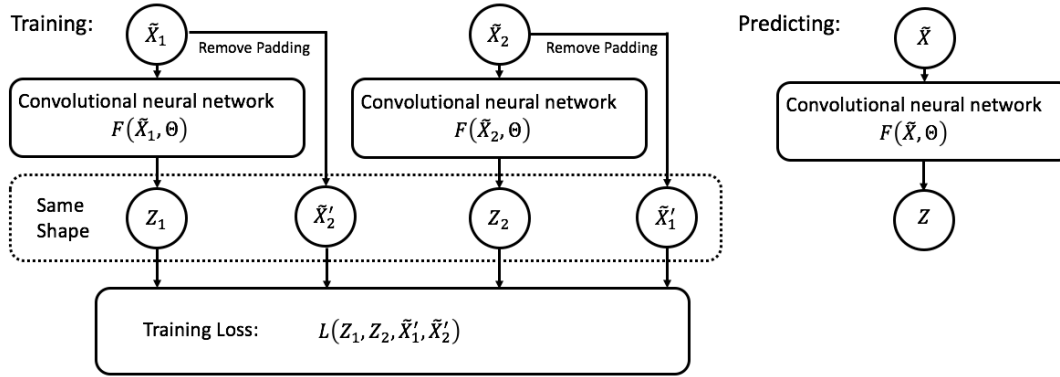 Training:
X̃₁
Remove Padding
X̃₂
Remove Padding
Predicting:
X̃
Convolutional neural network
F(X̃₁, Θ)
Convolutional neural network
F(X̃₂, Θ)
Convolutional neural network
F(X̃, Θ)
Same
Shape
Z₁
X̃₂′
Z₂
X̃₁′
Z
Training Loss: L(Z₁, Z₂, X̃₁′, X̃₂′)